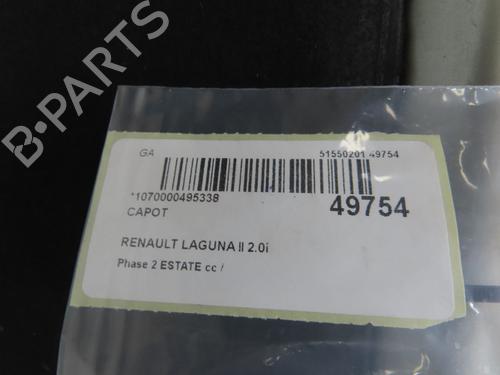 B-PARTS
GA 51550201 49754
*1070000495338
CAPOT 49754
RENAULT LAGUNA II 2.0i
Phase 2 ESTATE cc /